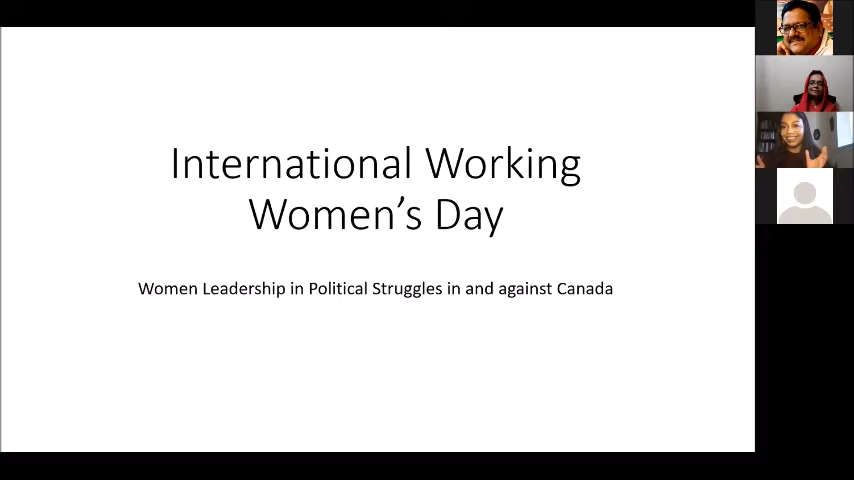 International Working
Women's Day
Women Leadership in Political Struggles in and against Canada